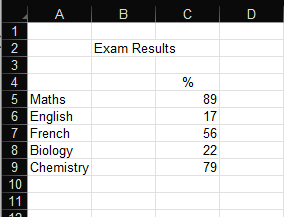 A B C D
1
2 Exam Results
3
4 %
5 Maths 89
6 English 17
7 French 56
8 Biology 22
9 Chemistry 79
10
11